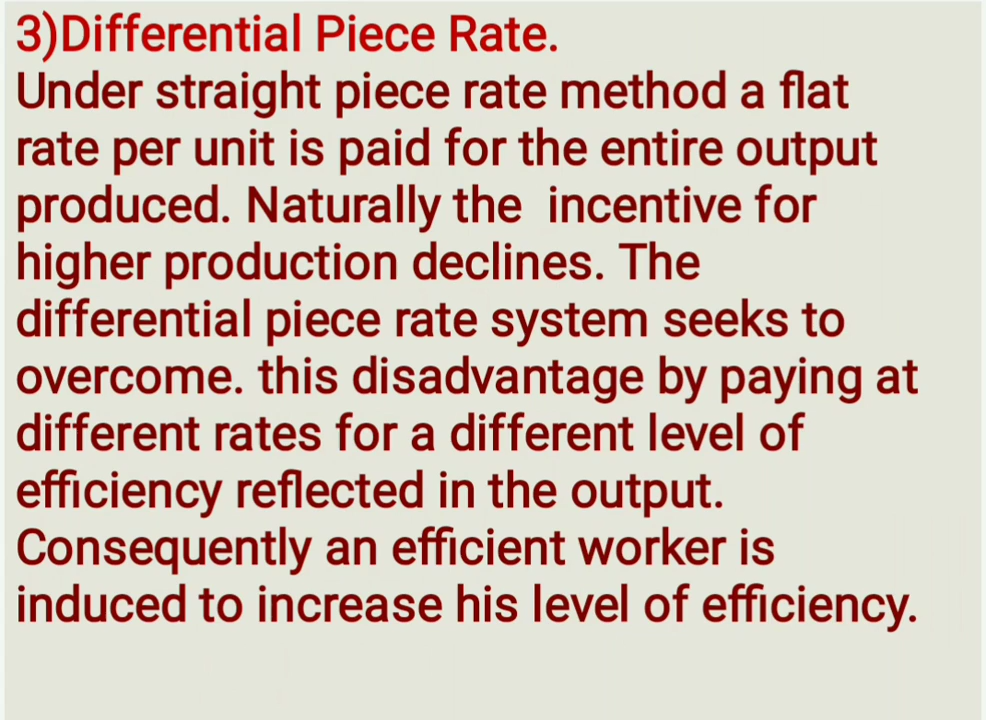 3)Differential Piece Rate.
Under straight piece rate method a flat
rate per unit is paid for the entire output
produced. Naturally the  incentive for
higher production declines. The
differential piece rate system seeks to
overcome. this disadvantage by paying at
different rates for a different level of
efficiency reflected in the output.
Consequently an efficient worker is
induced to increase his level of efficiency.